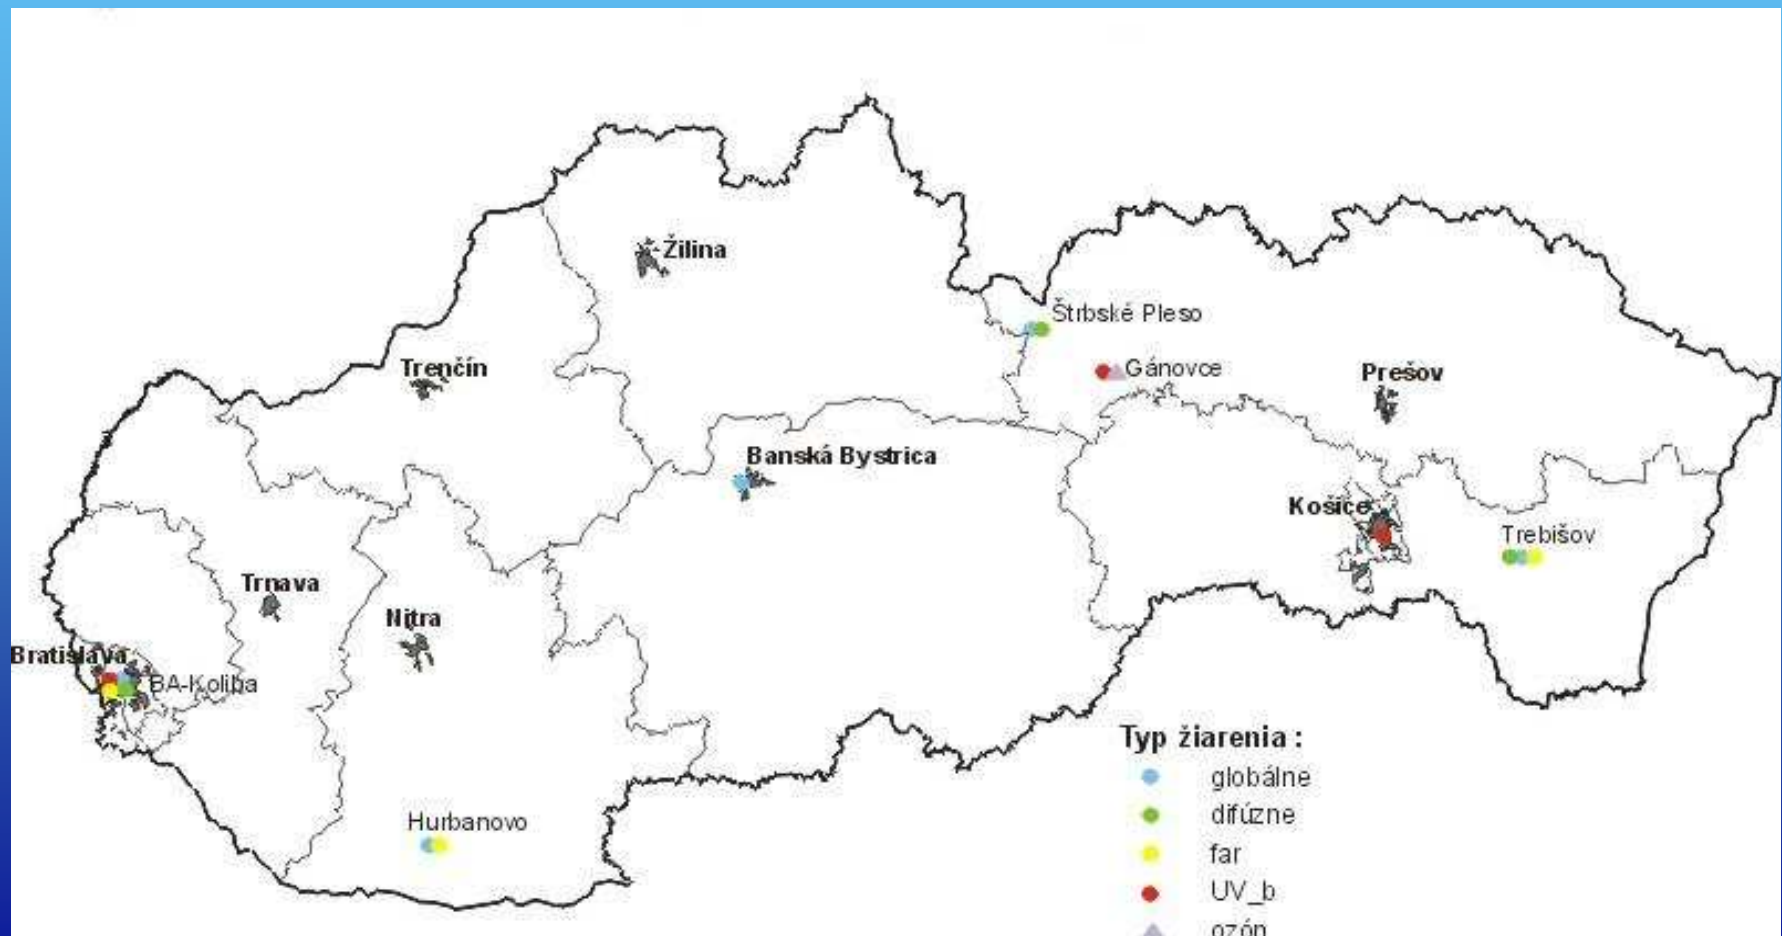 Žilina
Štrbské Pleso
Trenčín
Gánovce
Prešov
Banská Bystrica
Košice
Trebišov
Trnava
Nitra
Bratislava
BA-Koliba
Typ žiarenia :
globálne
Hurbanovo
difúzne
far
UV_b
ozón